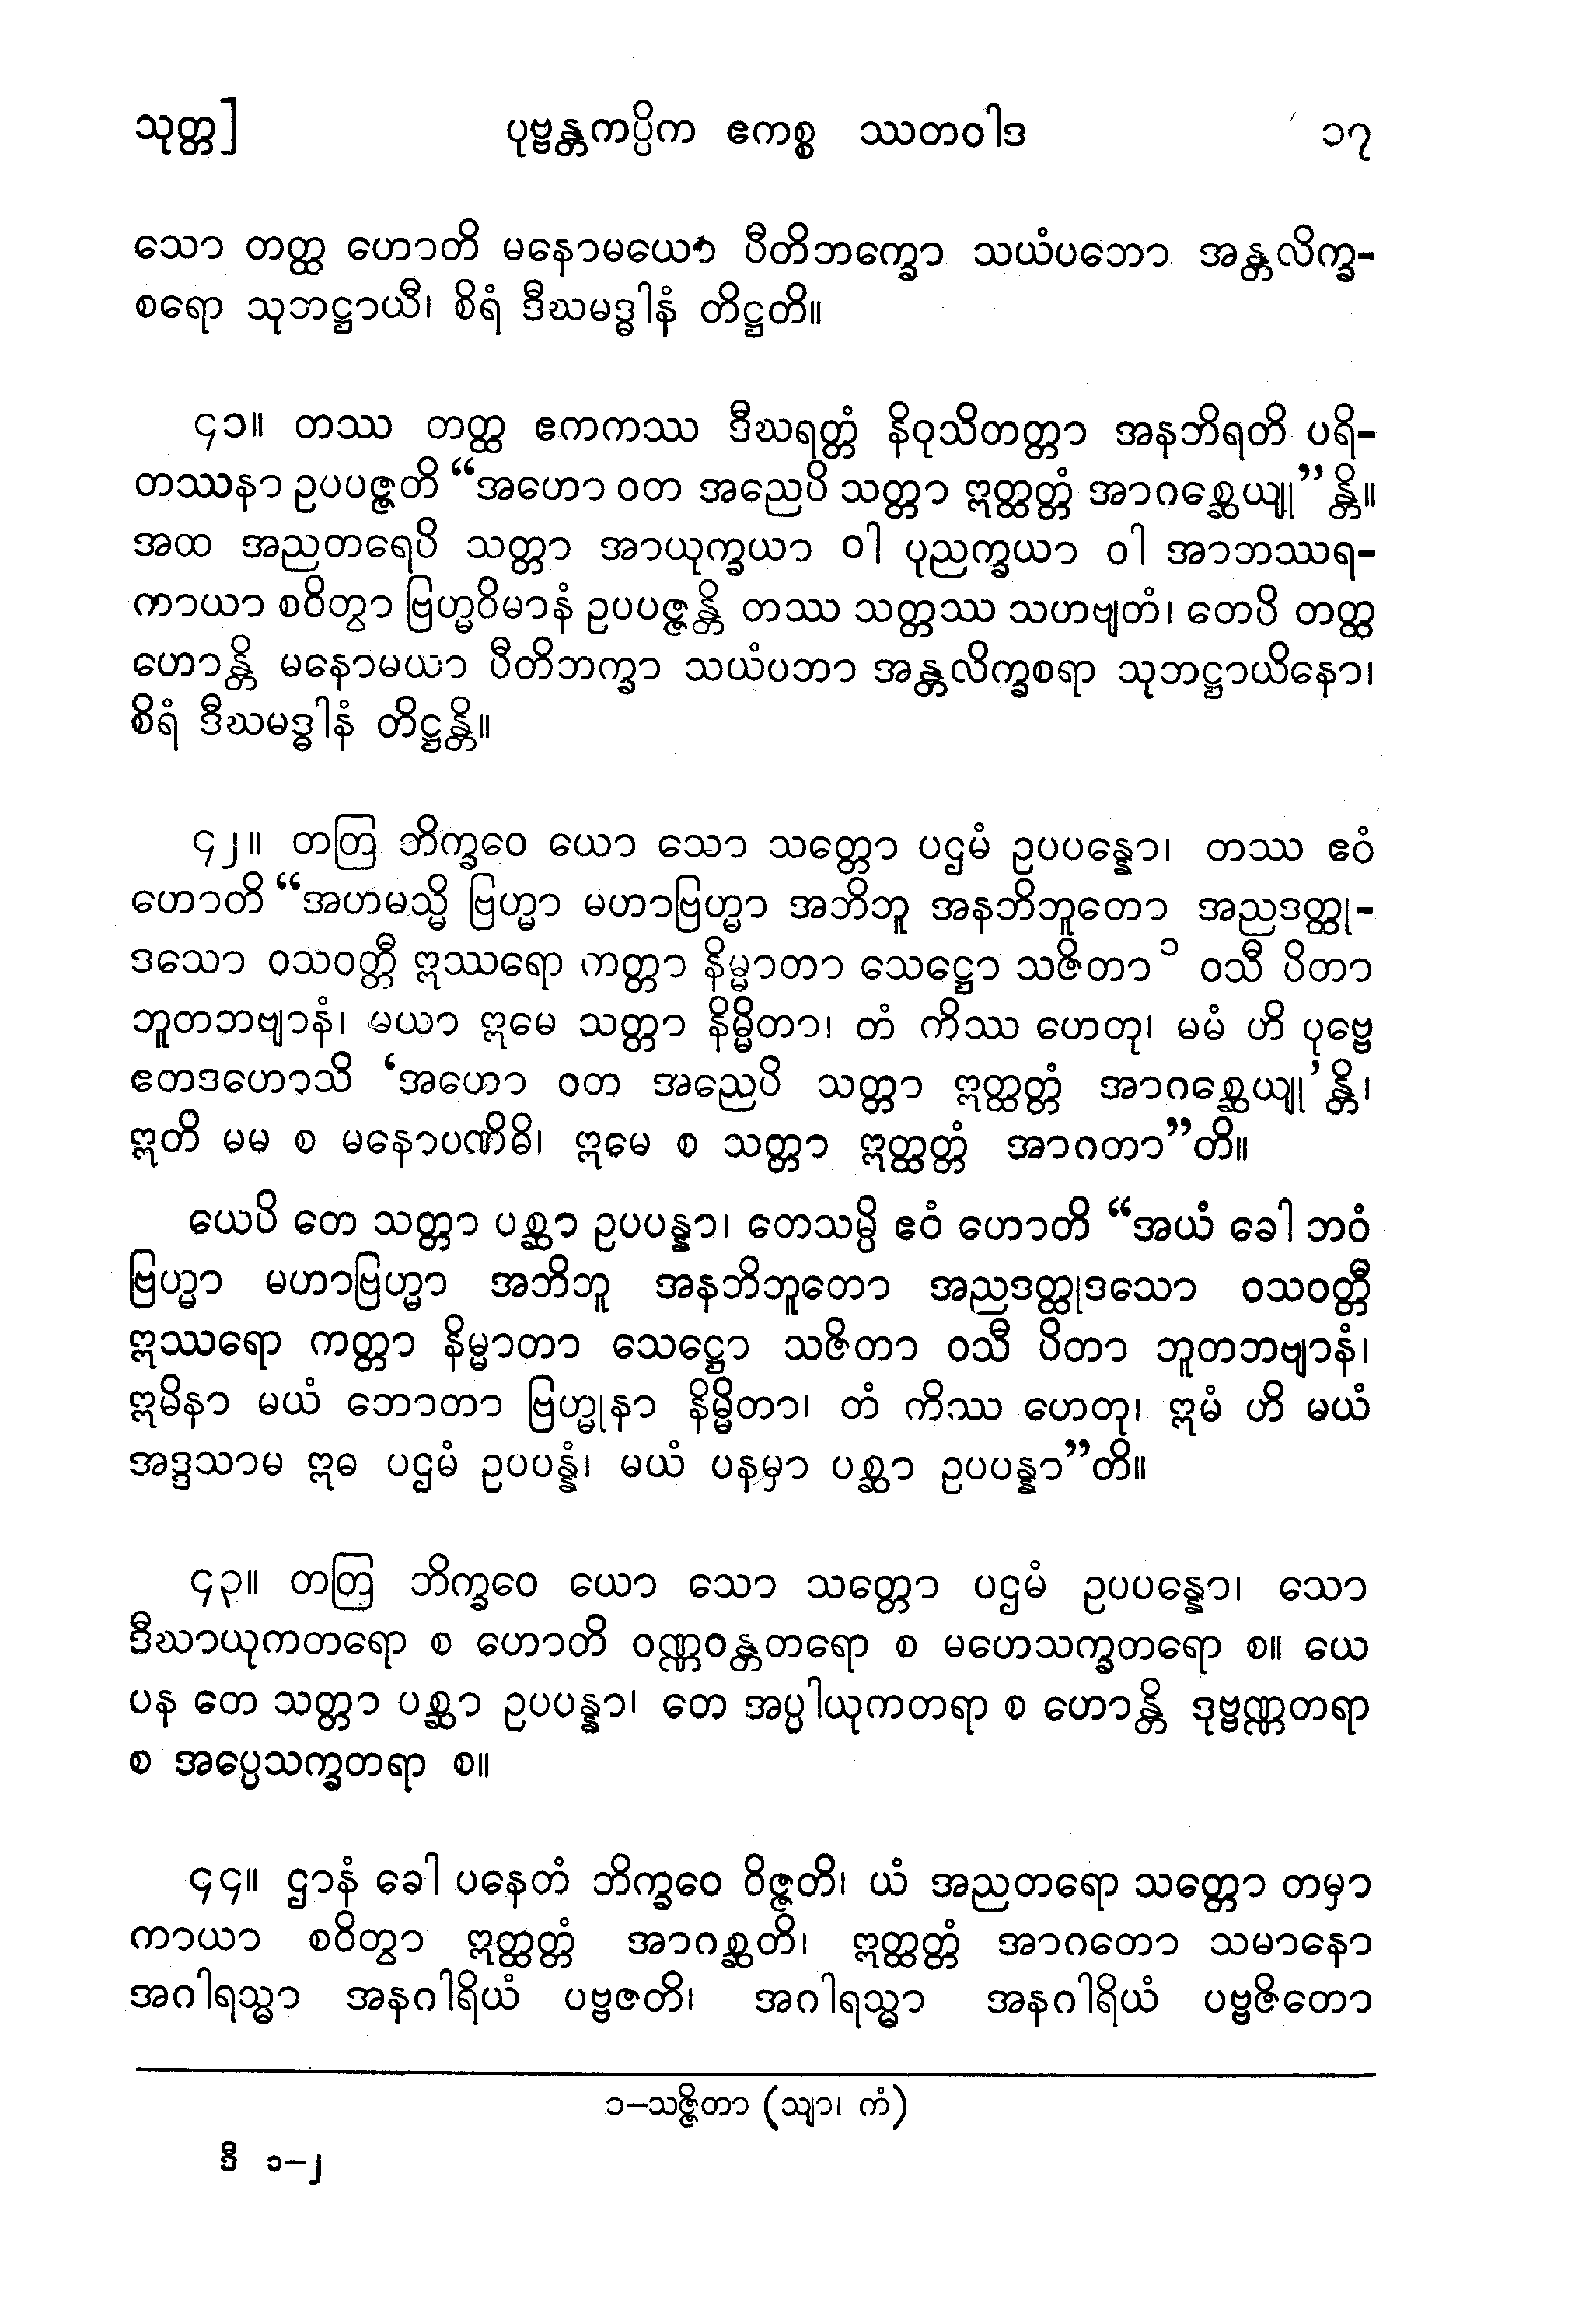 သုတ္တ] ပုဗ္ဗန္တကပ္ပိက ဧကစ္စ ဿတဝါဒ ၁၇
သော တတ္ထ ဟောတိ မနောမယော ပီတိဘက္ခော သယံပဘော အန္တလိက္ခ-
စရော သုဘဋ္ဌာယီ၊ စိရံ ဒီဃမဒ္ဓါနံ တိဋ္ဌတိ။
၄၁။ တဿ တတ္ထ ဧကကဿ ဒီဃရတ္တံ နိဝုသိတတ္တာ အနဘိရတိ ပရိ-
တဿနာ ဥပပဇ္ဇတိ “အဟော ဝတ အညေပိ သတ္တာ ဣတ္ထတ္တံ အာဂစ္ဆေယျု” န္တိ။
အထ အညတရေပိ သတ္တာ အာယုက္ခယာ ဝါ ပုညက္ခယာ ဝါ အာဘဿရ-
ကာယာ စဝိတွာ ဗြဟ္မဝိမာနံ ဥပပဇ္ဇန္တိ တဿ သတ္တဿ သဟဗျတံ၊ တေပိ တတ္ထ
ဟောန္တိ မနောမယာ ပီတိဘက္ခာ သယံပဘာ အန္တလိက္ခစရာ သုဘဋ္ဌာယိနော၊
စိရံ ဒီဃမဒ္ဓါနံ တိဋ္ဌန္တိ။
၄၂။ တတြ ဘိက္ခဝေ ယော သော သတ္တော ပဌမံ ဥပပန္နော၊ တဿ ဧဝံ
ဟောတိ “အဟမသ္မိ ဗြဟ္မာ မဟာဗြဟ္မာ အဘိဘူ အနဘိဘူတော အညဒတ္ထု-
ဒသော ဝသဝတ္တီ ဣဿရော ကတ္တာ နိမ္မာတာ သေဋ္ဌော သဇိတာ ၁ ဝသီ ပိတာ
ဘူတဘဗျာနံ၊ မယာ ဣမေ သတ္တာ နိမ္မိတာ၊ တံ ကိဿ ဟေတု၊ မမံ ဟိ ပုဗ္ဗေ
ဧတဒဟောသိ ‘အဟော ဝတ အညေပိ သတ္တာ ဣတ္ထတ္တံ အာဂစ္ဆေယျု’န္တိ၊
ဣတိ မမ စ မနောပဏိဓိ၊ ဣမေ စ သတ္တာ ဣတ္ထတ္တံ အာဂတာ”တိ။
ယေပိ တေ သတ္တာ ပစ္ဆာ ဥပပန္နာ၊ တေသမ္ပိ ဧဝံ ဟောတိ “အယံ ခေါ ဘဝံ
ဗြဟ္မာ မဟာဗြဟ္မာ အဘိဘူ အနဘိဘူတော အညဒတ္ထုဒသော ဝသဝတ္တီ
ဣဿရော ကတ္တာ နိမ္မာတာ သေဋ္ဌော သဇိတာ ဝသီ ပိတာ ဘူတဘဗျာနံ၊
ဣမိနာ မယံ ဘောတာ ဗြဟ္မုနာ နိမ္မိတာ၊ တံ ကိဿ ဟေတု၊ ဣမံ ဟိ မယံ
အဒ္ဒသာမ ဣဓ ပဌမံ ဥပပန္နံ၊ မယံ ပနမှာ ပစ္ဆာ ဥပပန္နာ”တိ။
၄၃။ တတြ ဘိက္ခဝေ ယော သော သတ္တော ပဌမံ ဥပပန္နော၊ သော
ဒီဃာယုကတရော စ ဟောတိ ဝဏ္ဏဝန္တတရော စ မဟေသက္ခတရော စ။ ယေ
ပန တေ သတ္တာ ပစ္ဆာ ဥပပန္နာ၊ တေ အပ္ပါယုကတရာ စ ဟောန္တိ ဒုဗ္ဗဏ္ဏတရာ
စ အပ္ပေသက္ခတရာ စ။
၄၄။ ဌာနံ ခေါ ပနေတံ ဘိက္ခဝေ ဝိဇ္ဇတိ၊ ယံ အညတရော သတ္တော တမှာ
ကာယာ စဝိတွာ ဣတ္ထတ္တံ အာဂစ္ဆတိ၊ ဣတ္ထတ္တံ အာဂတော သမာနော
အဂါရသ္မာ အနဂါရိယံ ပဗ္ဗဇတိ၊ အဂါရသ္မာ အနဂါရိယံ ပဗ္ဗဇိတော
၁–သဇ္ဇိတာ (သျာ၊ ကံ)
ဒီ ၁–၂